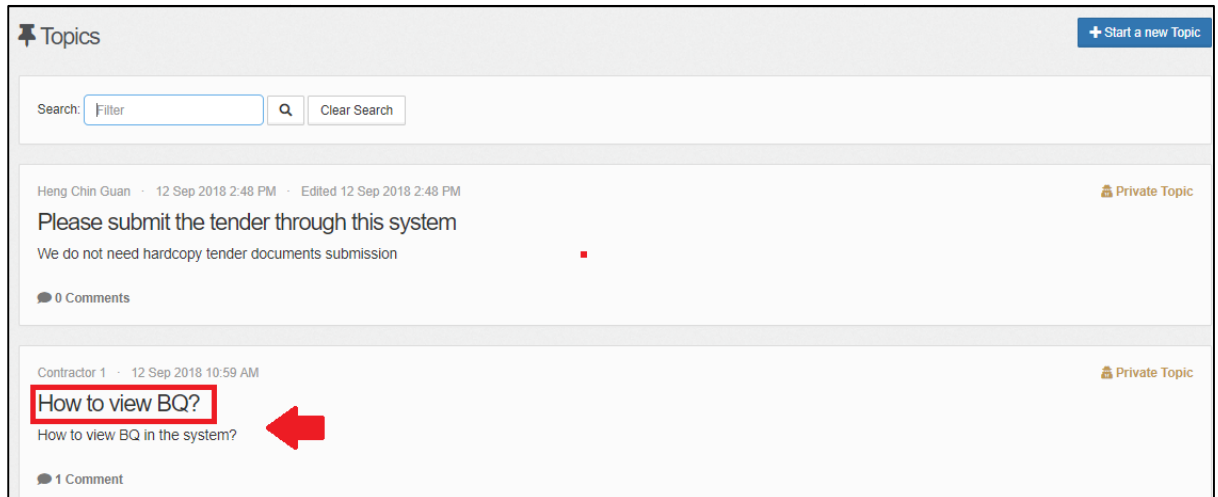 Topics
+ Start a new Topic
Search: Filter Clear Search
Heng Chin Guan · 12 Sep 2018 2:48 PM · Edited 12 Sep 2018 2:48 PM
Private Topic
Please submit the tender through this system
We do not need hardcopy tender documents submission
0 Comments
Contractor 1 · 12 Sep 2018 10:59 AM
Private Topic
How to view BQ?
How to view BQ in the system?
1 Comment